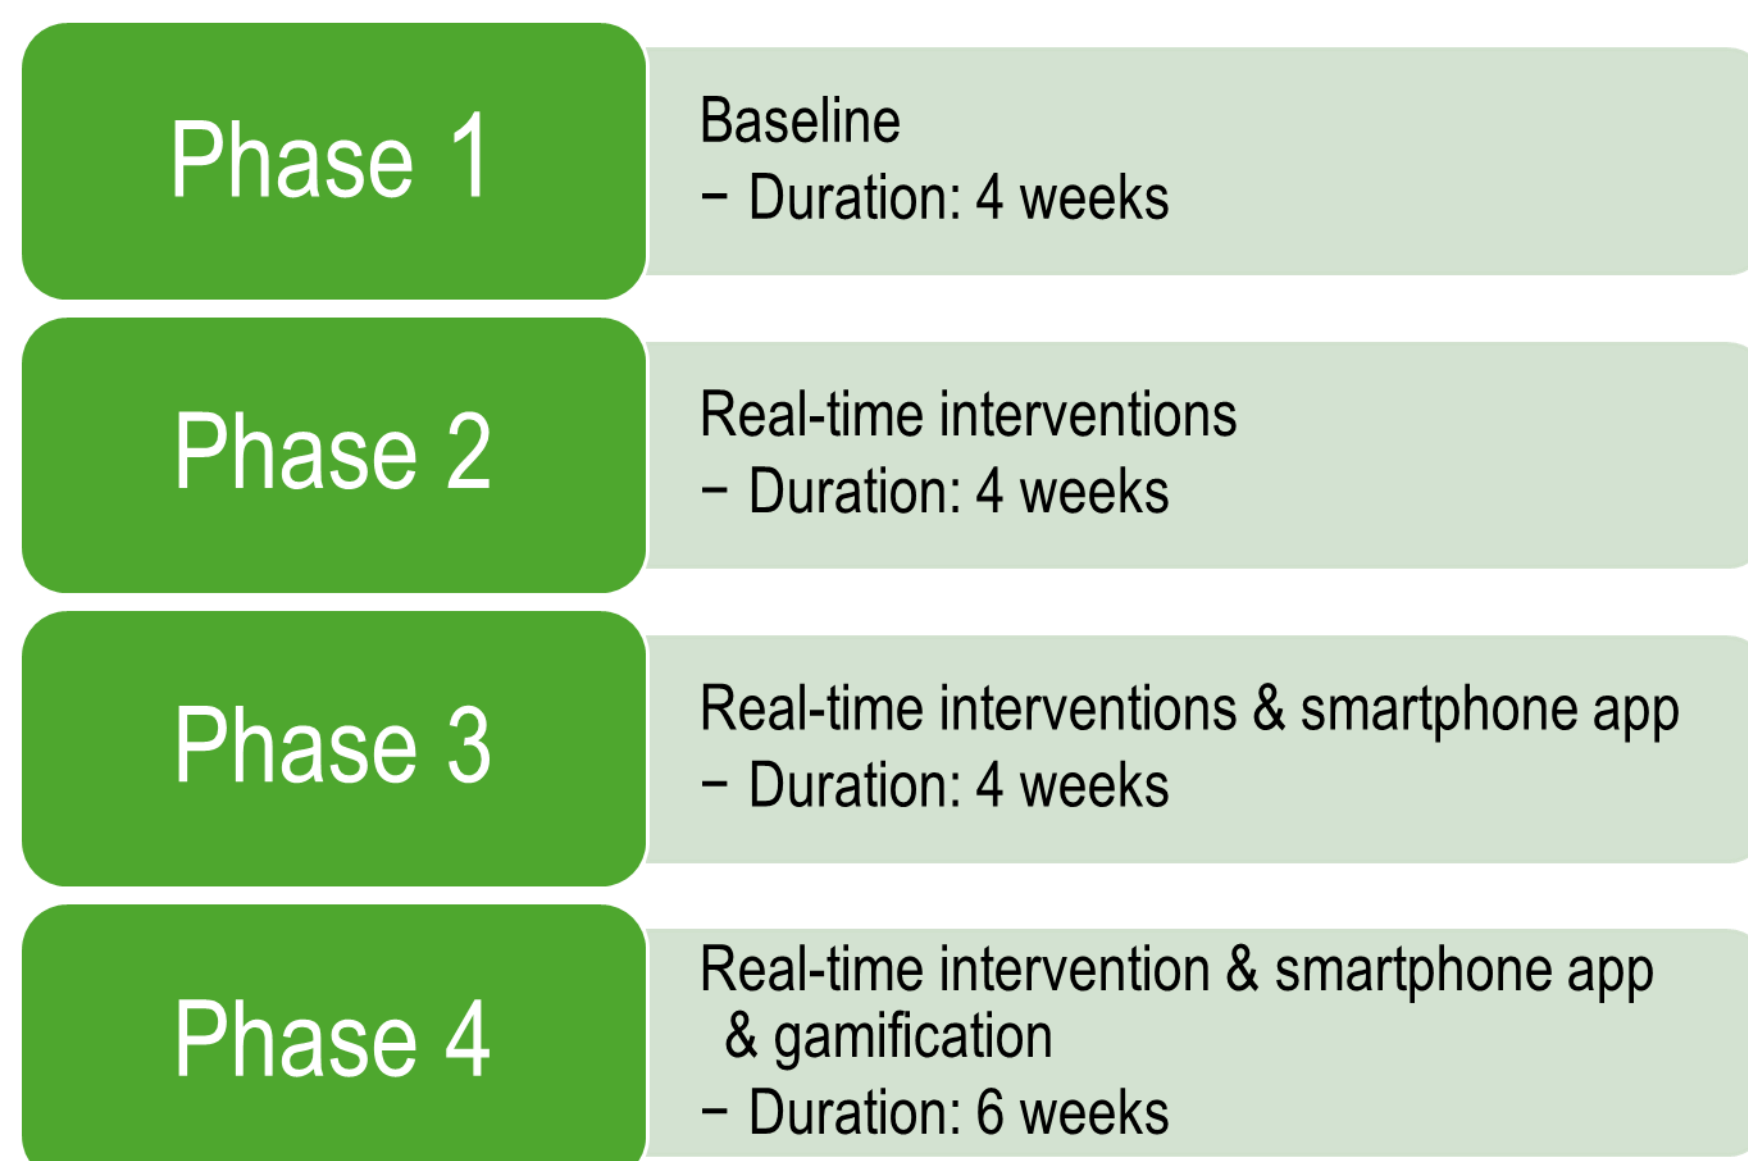 Phase 1
Baseline
− Duration: 4 weeks
Phase 2
Real-time interventions
− Duration: 4 weeks
Phase 3
Real-time interventions & smartphone app
− Duration: 4 weeks
Phase 4
Real-time intervention & smartphone app
& gamification
− Duration: 6 weeks